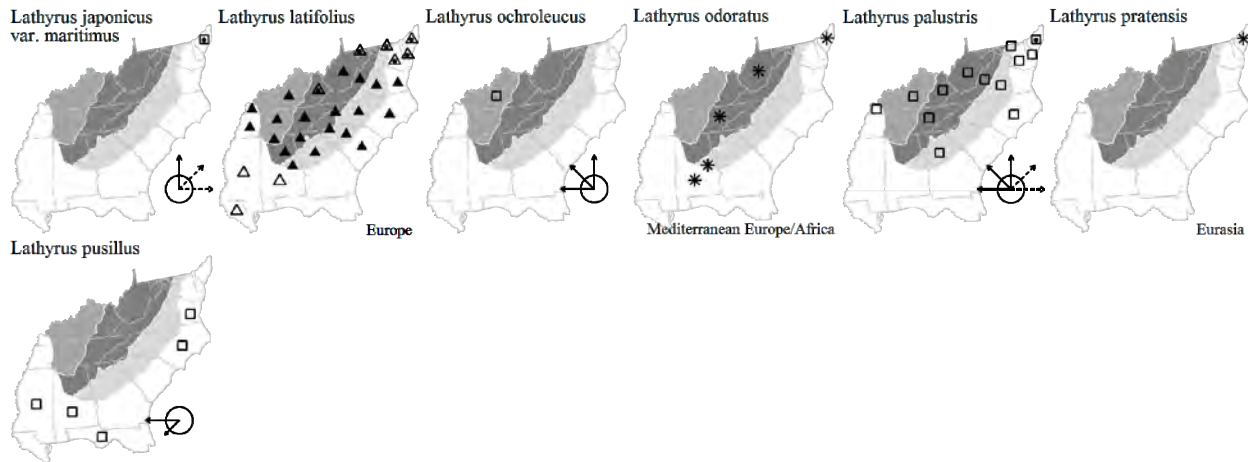 Lathyrus japonicus
var. maritimus
Lathyrus latifolius
Lathyrus ochroleucus
Lathyrus odoratus
Lathyrus palustris
Lathyrus pratensis
Europe
Mediterranean Europe/Africa
Eurasia
Lathyrus pusillus